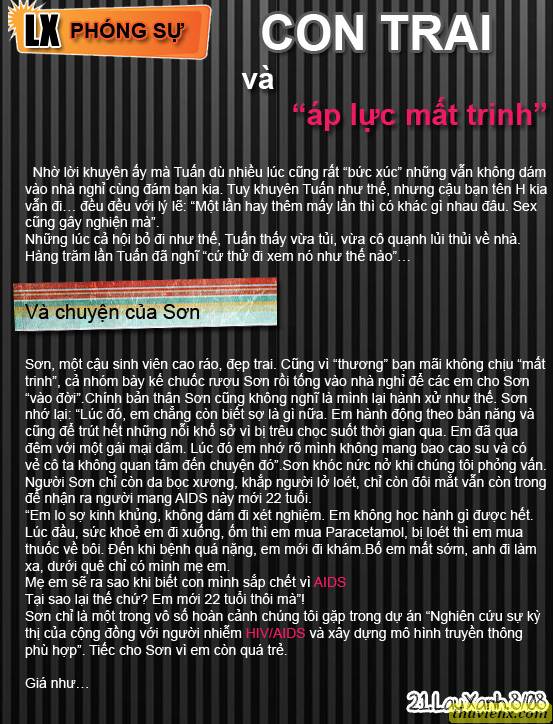 LX PHÓNG SỰ
CON TRAI
và
“áp lực mất trinh”
Nhờ lời khuyên ấy mà Tuấn dù nhiều lúc cũng rất “bức xúc” những vẫn không dám
vào nhà nghỉ cùng đám bạn kia. Tuy khuyên Tuấn như thế, nhưng cậu bạn tên H kia
vẫn đi… đều đều với lý lẽ: “Một lần hay thêm mấy lần thì có khác gì nhau đâu. Sex
cũng gây nghiện mà”.
Những lúc cả hội bỏ đi như thế, Tuấn thấy vừa tủi, vừa cô quạnh lủi thủi về nhà.
Hàng trăm lần Tuấn đã nghĩ “cứ thử đi xem nó như thế nào”…
Và chuyện của Sơn
Sơn, một cậu sinh viên cao ráo, đẹp trai. Cũng vì “thương” bạn mãi không chịu “mất
trinh”, cả nhóm bày kế chuốc rượu Sơn rồi tống vào nhà nghỉ để các em cho Sơn
“vào đời”.Chính bản thân Sơn cũng không nghĩ là mình lại hành xử như thế. Sơn
nhớ lại: “Lúc đó, em chẳng còn biết sợ là gì nữa. Em hành động theo bản năng và
cũng để trút hết những nỗi khổ sở vì bị trêu chọc suốt thời gian qua. Em đã qua
đêm với một gái mại dâm. Lúc đó em nhớ rõ mình không mang bao cao su và có
vẻ cô ta không quan tâm đến chuyện đó”.Sơn khóc nức nở khi chúng tôi phỏng vấn.
Người Sơn chỉ còn da bọc xương, khắp người lở loét, chỉ còn đôi mắt vẫn còn trong
để nhận ra người mang AIDS này mới 22 tuổi.
“Em lo sợ kinh khủng, không dám đi xét nghiệm. Em không học hành gì được hết.
Lúc đầu, sức khoẻ em đi xuống, ốm thì em mua Paracetamol, bị loét thì em mua
thuốc về bôi. Đến khi bệnh quá nặng, em mới đi khám.Bố em mất sớm, anh đi làm
xa, dưới quê chỉ có mình mẹ em.
Mẹ em sẽ ra sao khi biết con mình sắp chết vì AIDS
Tại sao lại thế chứ? Em mới 22 tuổi thôi mà”!
Sơn chỉ là một trong vô số hoàn cảnh chúng tôi gặp trong dự án “Nghiên cứu sự kỳ
thị của cộng đồng với người nhiễm HIV/AIDS và xây dựng mô hình truyền thông
phù hợp”. Tiếc cho Sơn vì em còn quá trẻ.
Giá như…
21.LauXanh 8/08